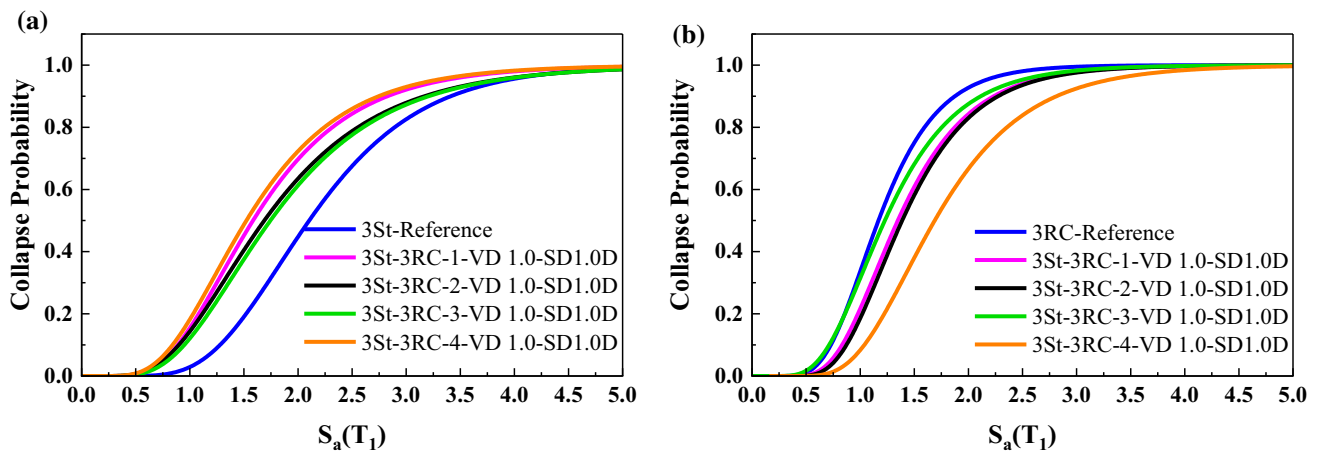 (a)
Collapse Probability
1.0
0.8
0.6
0.4
0.2
0.0
3St-Reference
3St-3RC-1-VD 1.0-SD1.0D
3St-3RC-2-VD 1.0-SD1.0D
3St-3RC-3-VD 1.0-SD1.0D
3St-3RC-4-VD 1.0-SD1.0D
0.0 0.5 1.0 1.5 2.0 2.5 3.0 3.5 4.0 4.5 5.0
Sa(T1)
(b)
Collapse Probability
1.0
0.8
0.6
0.4
0.2
0.0
3RC-Reference
3St-3RC-1-VD 1.0-SD1.0D
3St-3RC-2-VD 1.0-SD1.0D
3St-3RC-3-VD 1.0-SD1.0D
3St-3RC-4-VD 1.0-SD1.0D
0.0 0.5 1.0 1.5 2.0 2.5 3.0 3.5 4.0 4.5 5.0
Sa(T1)